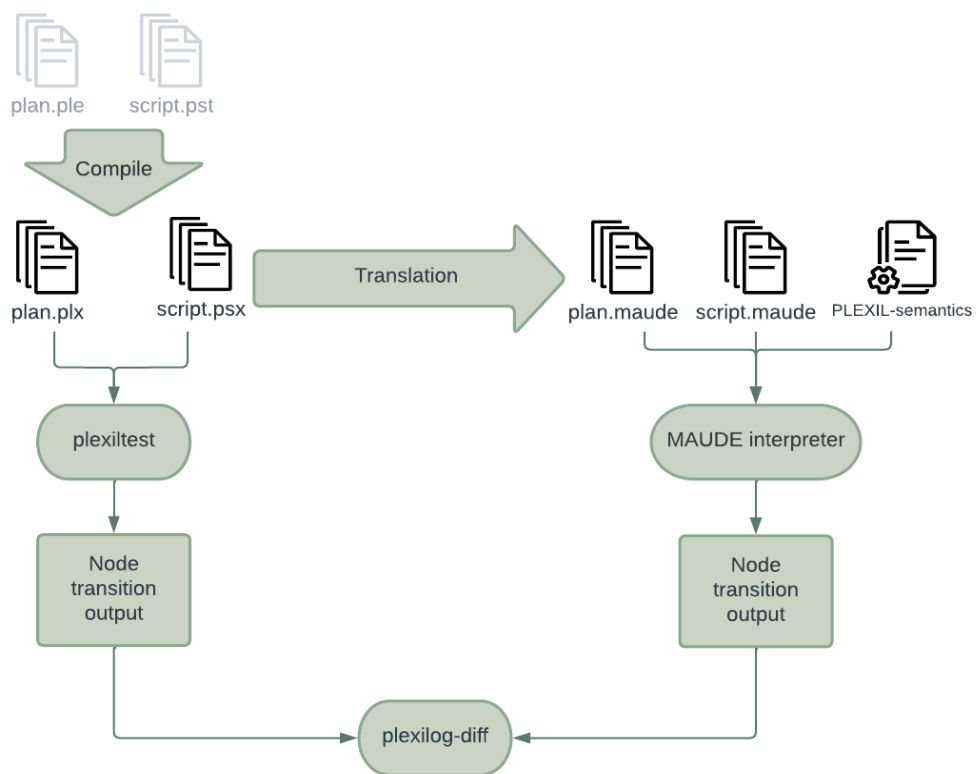 plan.ple
script.pst
Compile
plan.plx
script.psx
Translation
plan.maude
script.maude
PLEXIL-semantics
plexiltest
MAUDE interpreter
Node
transition
output
Node
transition
output
plexilog-diff